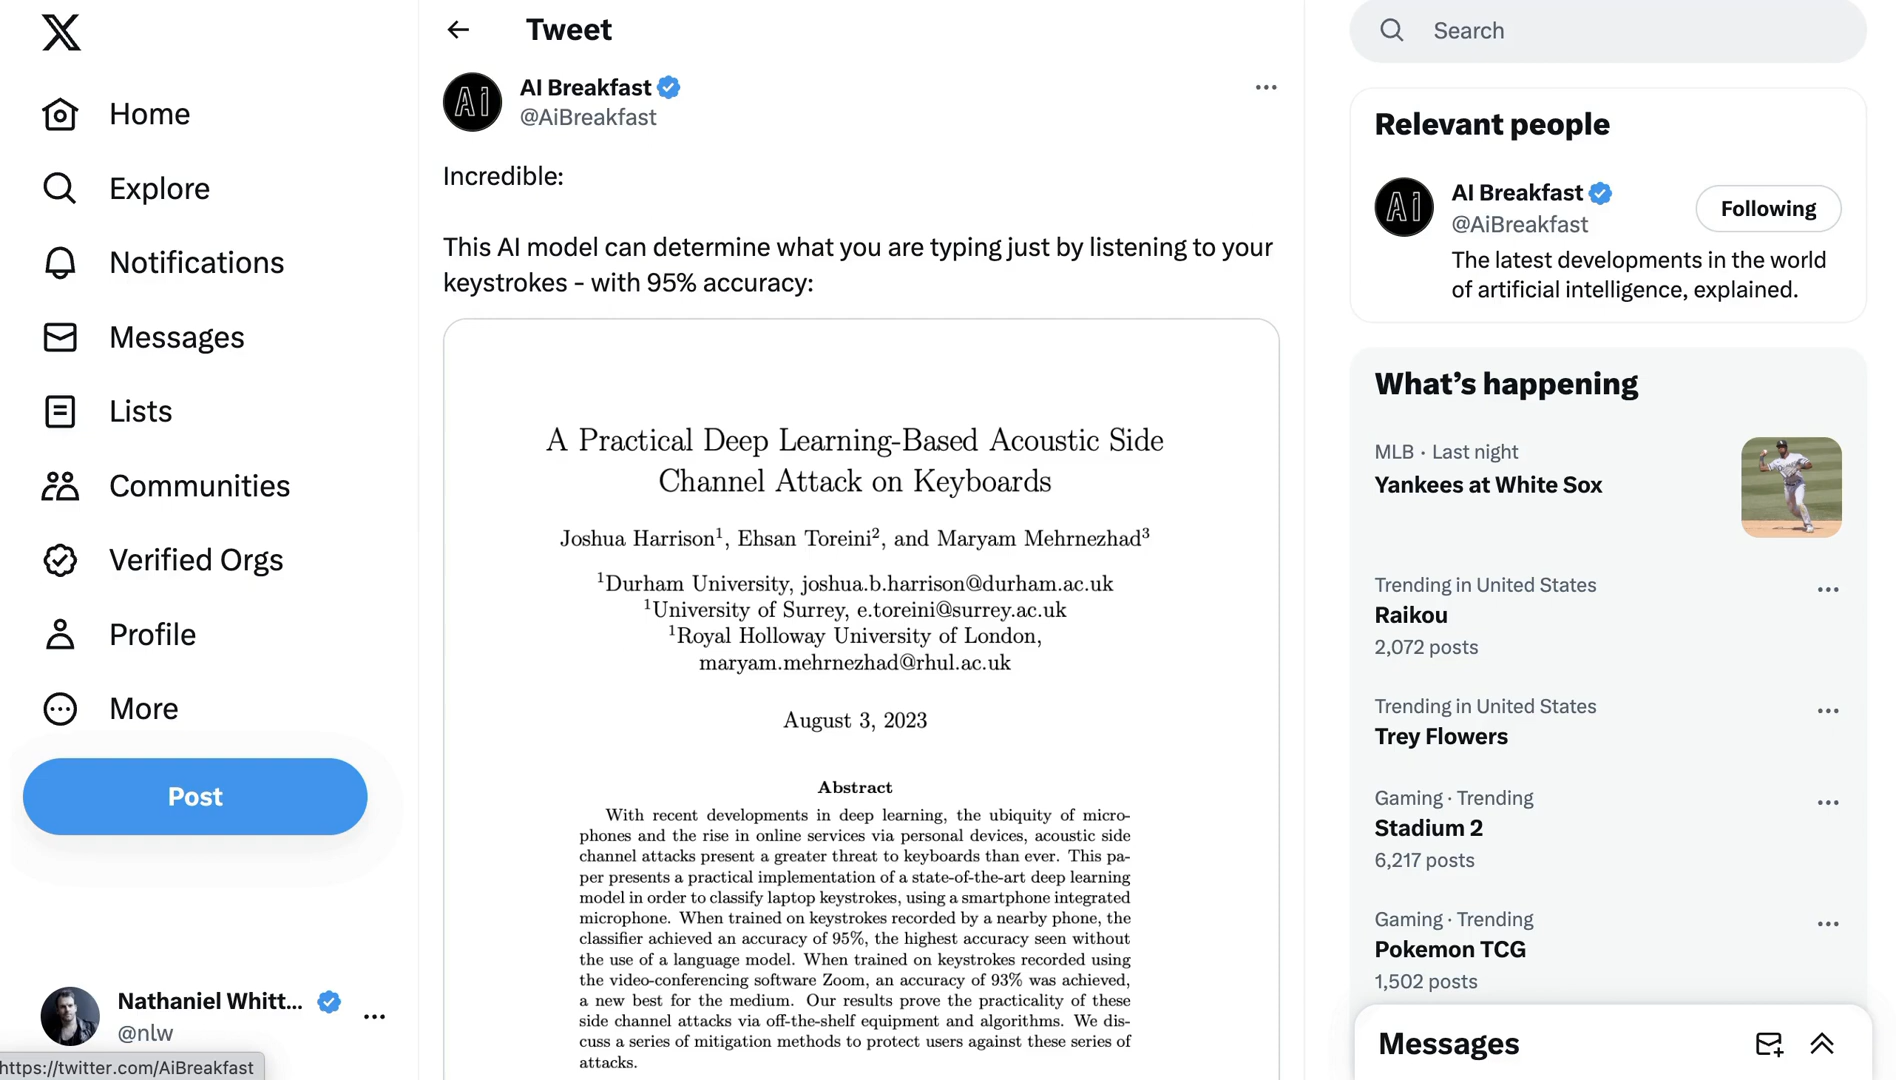 X
Home
Explore
Notifications
Messages
Lists
Communities
Verified Orgs
Profile
More
Post
Nathaniel Whitt...
@nlw
https://twitter.com/AiBreakfast
Tweet
Ai
AI Breakfast
@AiBreakfast
Incredible:
This AI model can determine what you are typing just by listening to your
keystrokes - with 95% accuracy:
A Practical Deep Learning-Based Acoustic Side
Channel Attack on Keyboards
Joshua Harrison¹, Ehsan Toreini², and Maryam Mehrnezhad³
¹Durham University, joshua.b.harrison@durham.ac.uk
¹University of Surrey, e.toreini@surrey.ac.uk
¹Royal Holloway University of London,
maryam.mehrnezhad@rhul.ac.uk
August 3, 2023
Abstract
With recent developments in deep learning, the ubiquity of micro-
phones and the rise in online services via personal devices, acoustic side
channel attacks present a greater threat to keyboards than ever. This pa-
per presents a practical implementation of a state-of-the-art deep learning
model in order to classify laptop keystrokes, using a smartphone integrated
microphone. When trained on keystrokes recorded by a nearby phone, the
classifier achieved an accuracy of 95%, the highest accuracy seen without
the use of a language model. When trained on keystrokes recorded using
the video-conferencing software Zoom, an accuracy of 93% was achieved,
a new best for the medium. Our results prove the practicality of these
side channel attacks via off-the-shelf equipment and algorithms. We dis-
cuss a series of mitigation methods to protect users against these series of
attacks.
Search
Relevant people
Ai
AI Breakfast
@AiBreakfast
Following
The latest developments in the world
of artificial intelligence, explained.
What's happening
MLB · Last night
Yankees at White Sox
Trending in United States
Raikou
2,072 posts
Trending in United States
Trey Flowers
Gaming · Trending
Stadium 2
6,217 posts
Gaming · Trending
Pokemon TCG
1,502 posts
Messages